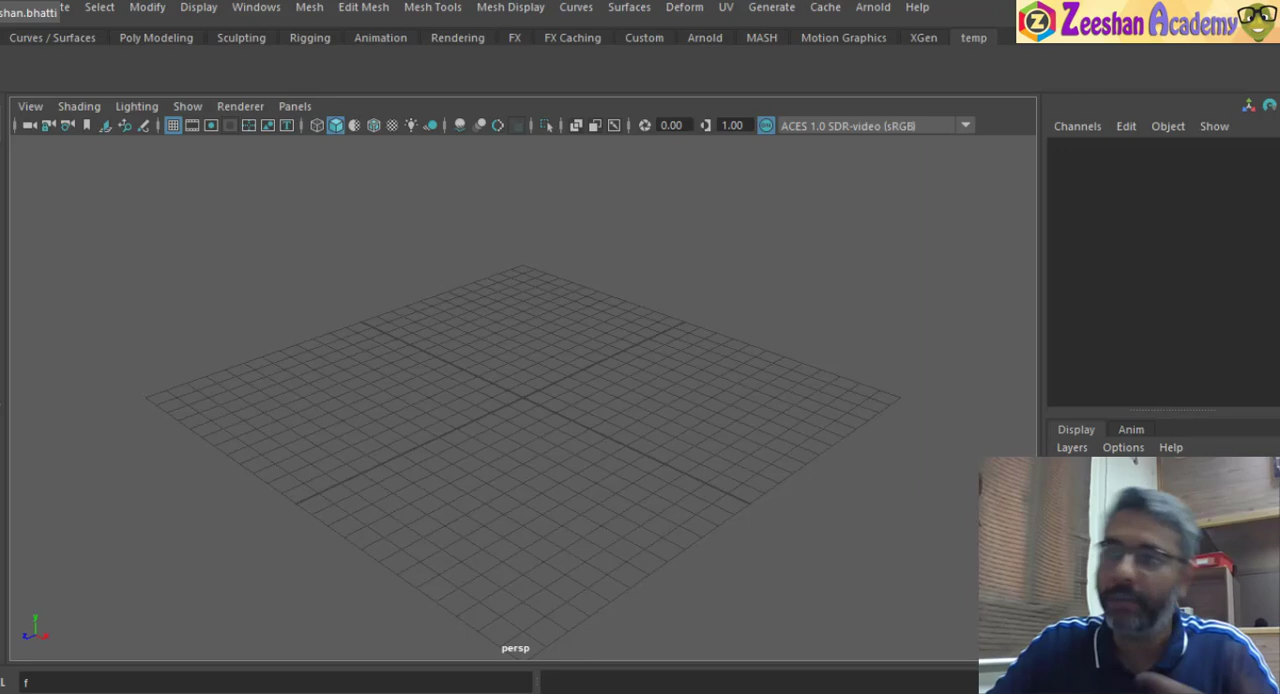 shan.bhatti
te Select Modify Display Windows Mesh Edit Mesh Mesh Tools Mesh Display Curves Surfaces Deform UV Generate Cache Arnold Help
Zeeshan Academy
Curves / Surfaces Poly Modeling Sculpting Rigging Animation Rendering FX FX Caching Custom Arnold MASH Motion Graphics XGen temp
View Shading Lighting Show Renderer Panels
0.00 1.00 ON ACES 1.0 SDR-video (sRGB)
Channels Edit Object Show
Display Anim
Layers Options Help
y
z x
persp
L f